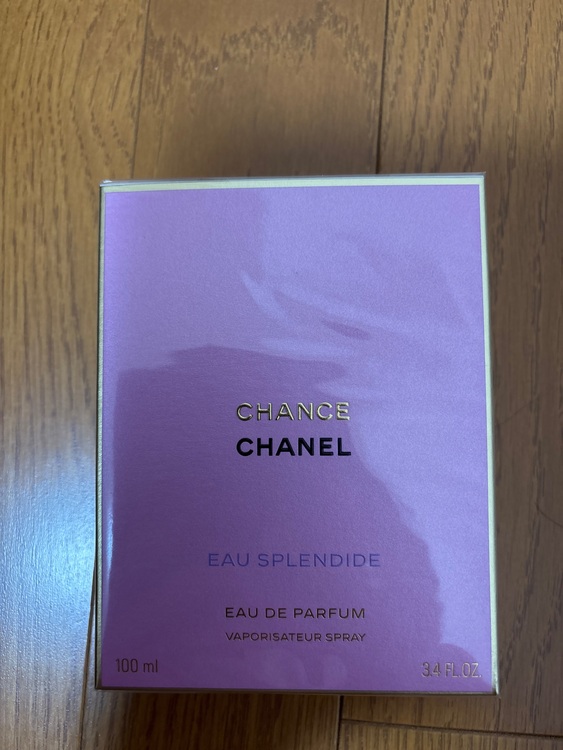 CHANCE
CHANEL
EAU SPLENDIDE
EAU DE PARFUM
VAPORISATEUR SPRAY
100 ml 3.4 FL.OZ.